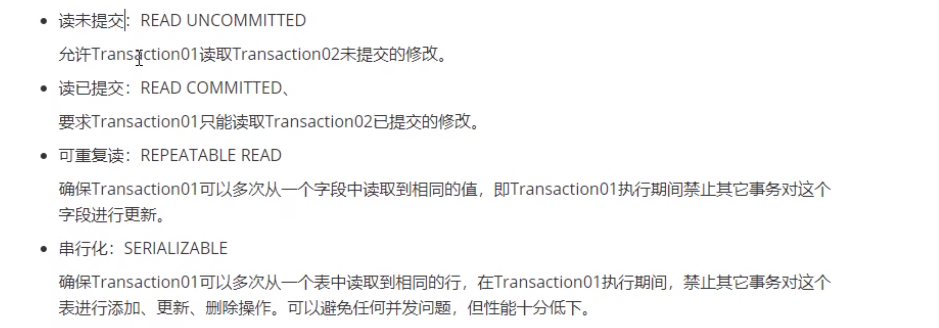 读未提交：READ UNCOMMITTED
允许Transaction01读取Transaction02未提交的修改。
读已提交：READ COMMITTED、
要求Transaction01只能读取Transaction02已提交的修改。
可重复读：REPEATABLE READ
确保Transaction01可以多次从一个字段中读取到相同的值，即Transaction01执行期间禁止其它事务对这个
字段进行更新。
串行化：SERIALIZABLE
确保Transaction01可以多次从一个表中读取到相同的行，在Transaction01执行期间，禁止其它事务对这个
表进行添加、更新、删除操作。可以避免任何并发问题，但性能十分低下。